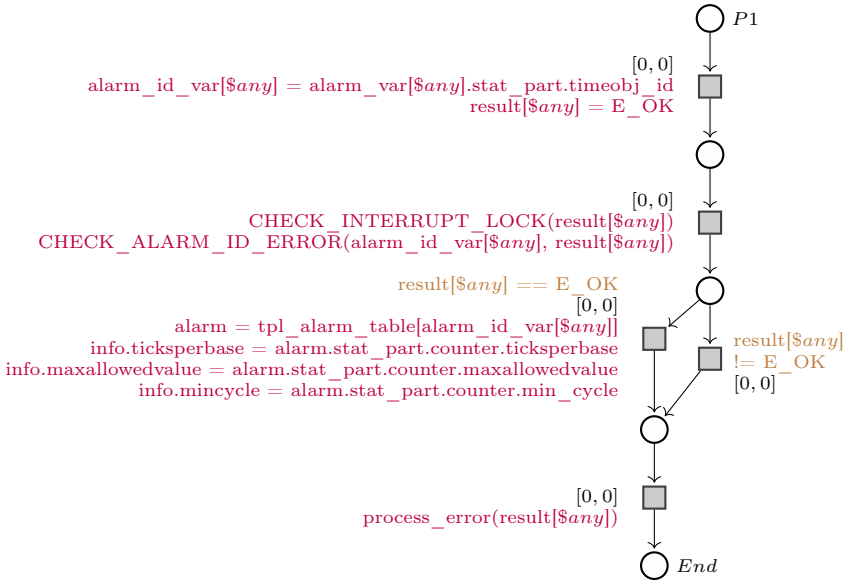 P1
[0, 0]
alarm_id_var[$any] = alarm_var[$any].stat_part.timeobj_id
result[$any] = E_OK
[0, 0]
CHECK_INTERRUPT_LOCK(result[$any])
CHECK_ALARM_ID_ERROR(alarm_id_var[$any], result[$any])
result[$any] == E_OK
[0, 0]
alarm = tpl_alarm_table[alarm_id_var[$any]]
info.ticksperbase = alarm.stat_part.counter.ticksperbase
info.maxallowedvalue = alarm.stat_part.counter.maxallowedvalue
info.mincycle = alarm.stat_part.counter.min_cycle
result[$any]
!= E_OK
[0, 0]
[0, 0]
process_error(result[$any])
End